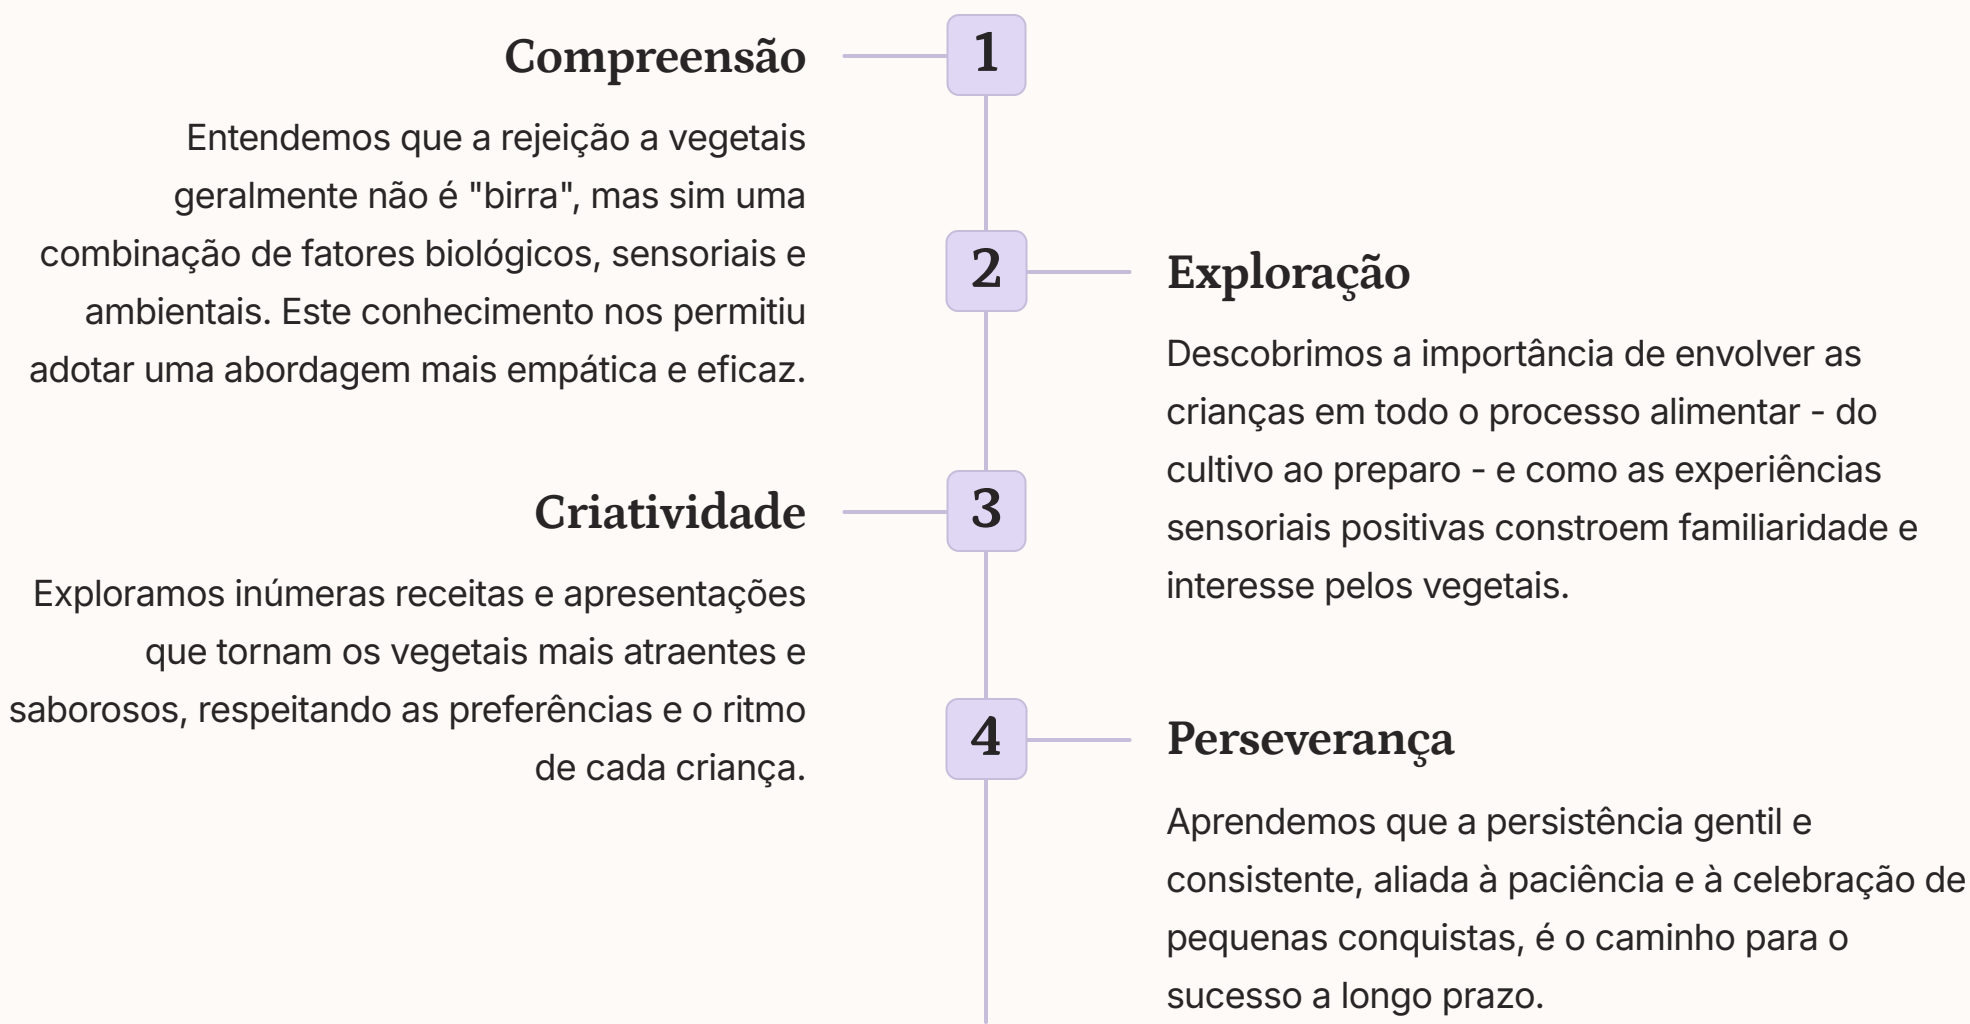 1
Compreensão
Entendemos que a rejeição a vegetais
geralmente não é "birra", mas sim uma
combinação de fatores biológicos, sensoriais e
ambientais. Este conhecimento nos permitiu
adotar uma abordagem mais empática e eficaz.
2
Exploração
Descobrimos a importância de envolver as
crianças em todo o processo alimentar - do
cultivo ao preparo - e como as experiências
sensoriais positivas constroem familiaridade e
interesse pelos vegetais.
3
Criatividade
Exploramos inúmeras receitas e apresentações
que tornam os vegetais mais atraentes e
saborosos, respeitando as preferências e o ritmo
de cada criança.
4
Perseverança
Aprendemos que a persistência gentil e
consistente, aliada à paciência e à celebração de
pequenas conquistas, é o caminho para o
sucesso a longo prazo.